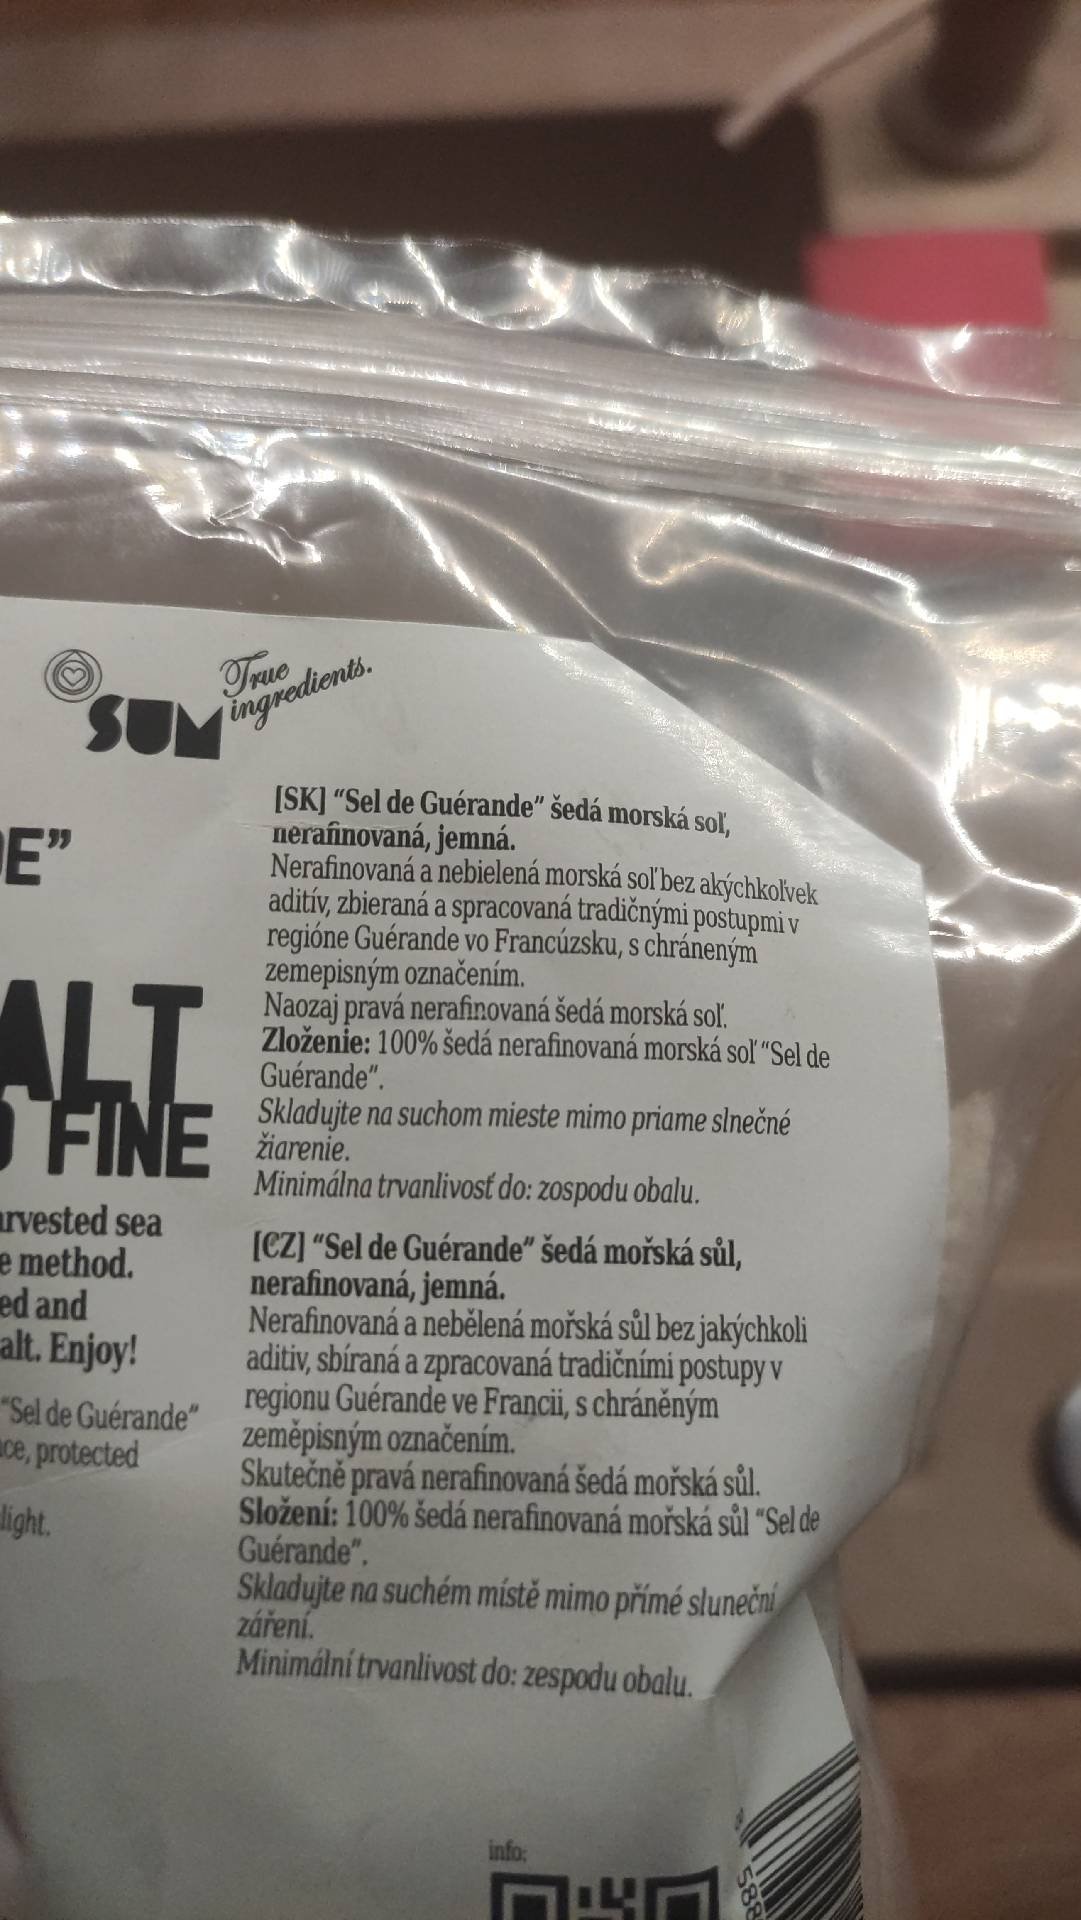 SUM
True
ingredients.
E”
ALT
FINE
sea
method.
and
Enjoy!
“Sel de Guérande”
protected
[SK] “Sel de Guérande” šedá morská soľ,
nerafinovaná, jemná.
Nerafinovaná a nebielená morská soľ bez akýchkoľvek
aditív, zbieraná a spracovaná tradičnými postupmi v
regióne Guérande vo Francúzsku, s chráneným
zemepisným označením.
Naozaj pravá nerafinovaná šedá morská soľ.
Zloženie: 100% šedá nerafinovaná morská soľ “Sel de
Guérande”.
Skladujte na suchom mieste mimo priame slnečné
žiarenie.
Minimálna trvanlivosť do: zospodu obalu.
[CZ] “Sel de Guérande” šedá mořská sůl,
nerafinovaná, jemná.
Nerafinovaná a nebělená mořská sůl bez jakýchkoli
aditiv, sbíraná a zpracovaná tradičními postupy v
regionu Guérande ve Francii, s chráněným
zeměpisným označením.
Skutečně pravá nerafinovaná šedá mořská sůl.
Složení: 100% šedá nerafinovaná mořská sůl “Sel de
Guérande”.
Skladujte na suchém místě mimo přímé sluneční
záření.
Minimální trvanlivost do: zespodu obalu.
info:
8 588